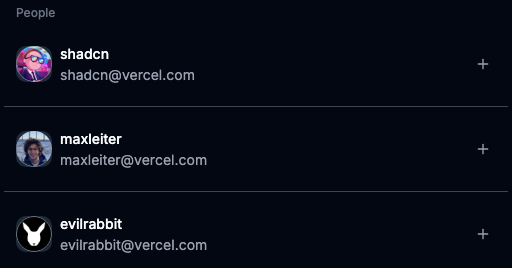 People
shadcn
shadcn@vercel.com
maxleiter
maxleiter@vercel.com
evilrabbit
evilrabbit@vercel.com